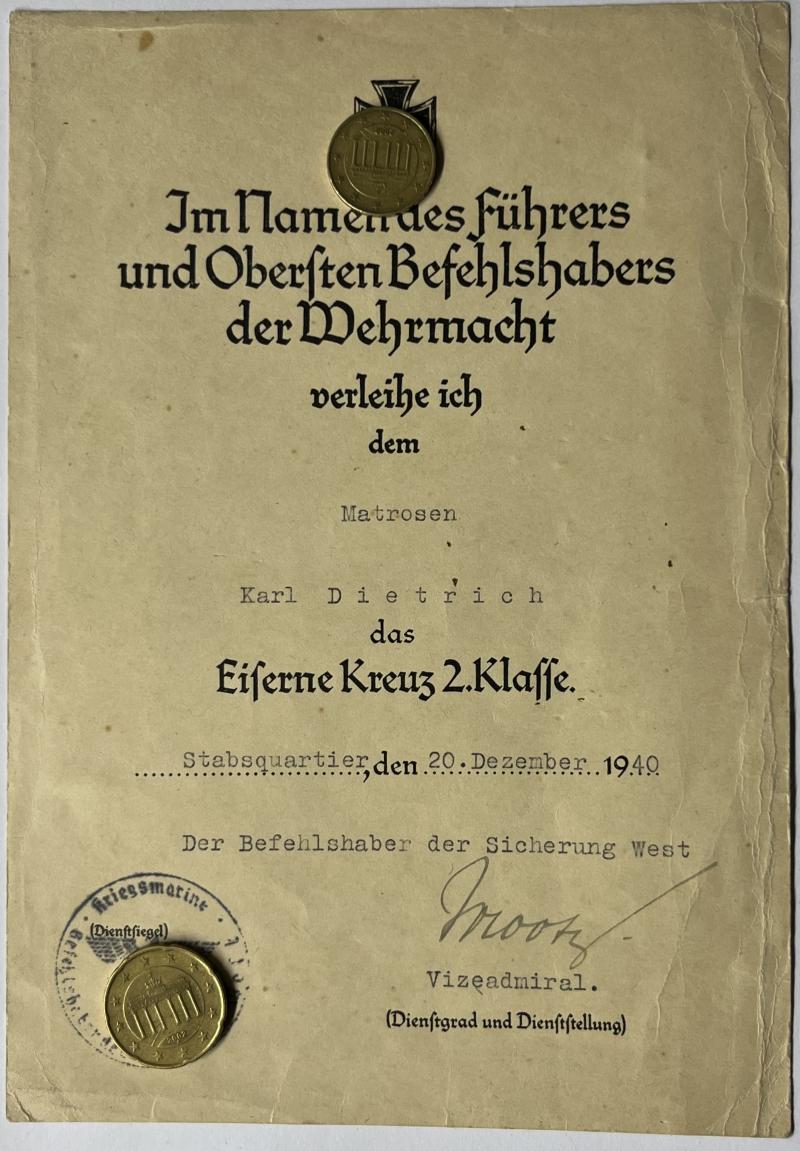 Im Namen des Führers
und Oberſten Befehlshabers
der Wehrmacht
verleihe ich
dem
Matrosen
Karl Dietrich
das
Eiſerne Kreuz 2.Klaſſe.
Stabsquartier, den 20.Dezember 1940
Der Befehlshaber der Sicherung West
Kriegsmarine
(Dienſtſiegel)
Vizeadmiral.
(Dienſtgrad und Dienſtſtellung)
2002